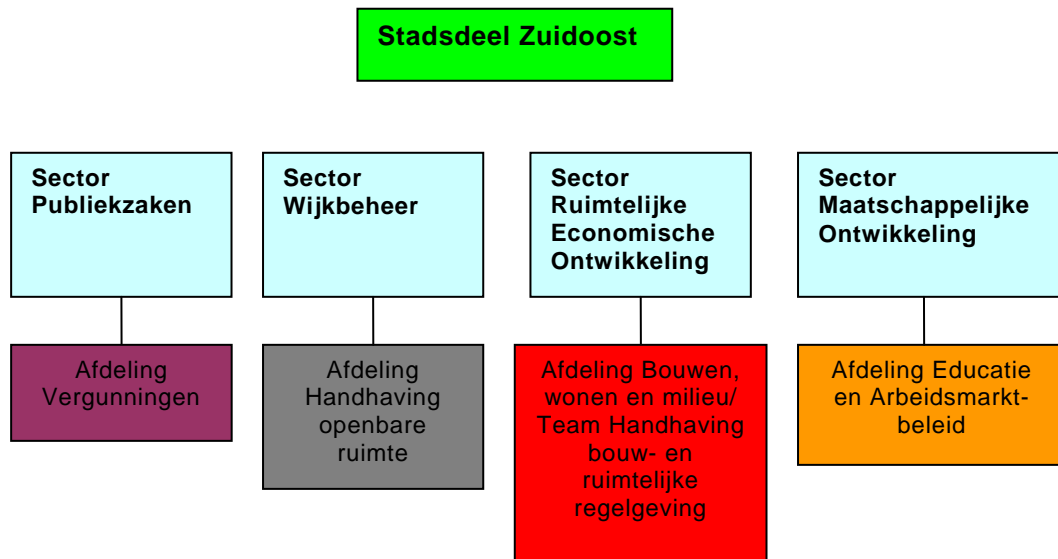 Stadsdeel Zuidoost
Sector
Publiekzaken
Sector
Wijkbeheer
Sector
Ruimtelijke
Economische
Ontwikkeling
Sector
Maatschappelijke
Ontwikkeling
Afdeling
Vergunningen
Afdeling
Handhaving
openbare
ruimte
Afdeling Bouwen,
wonen en milieu/
Team Handhaving
bouw- en
ruimtelijke
regelgeving
Afdeling Educatie
en Arbeidsmarkt-
beleid